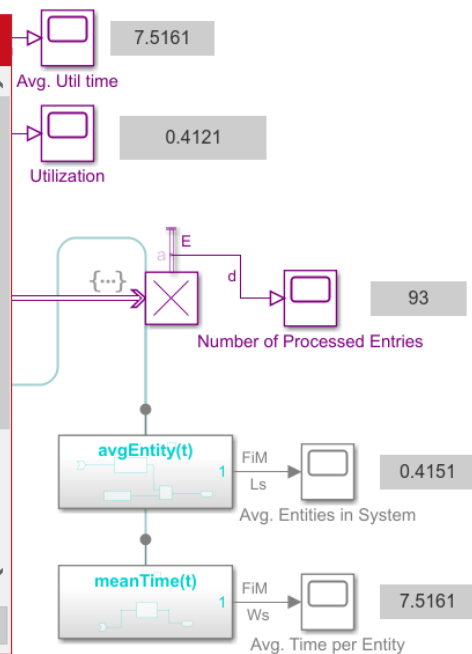 7.5161
Avg. Util time
0.4121
Utilization
E
a
{...}
d
93
Number of Processed Entries
avgEntity(t)
1
FiM
Ls
0.4151
Avg. Entities in System
meanTime(t)
1
FiM
Ws
7.5161
Avg. Time per Entity